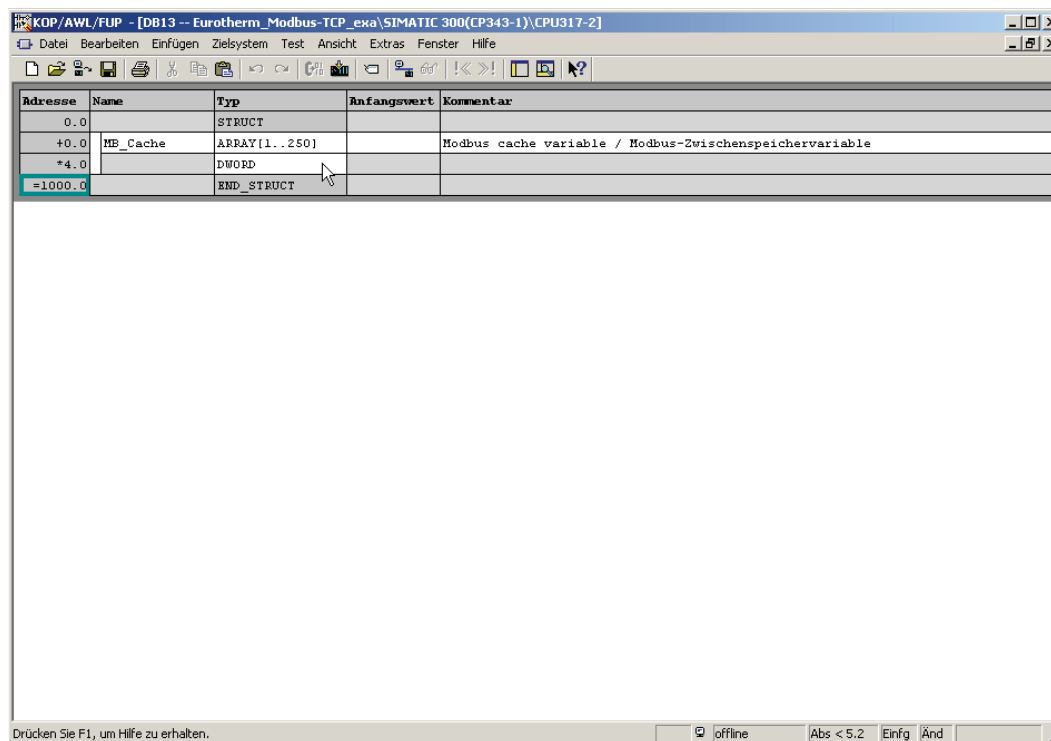 KOP/AWL/FUP - [DB13 -- Eurotherm_Modbus-TCP_exa\SIMATIC 300(CP343-1)\CPU317-2]
Datei Bearbeiten Einfügen Zielsystem Test Ansicht Extras Fenster Hilfe
Adresse Name Typ Anfangswert Kommentar
0.0 STRUCT
+0.0 MB_Cache ARRAY[1..250] Modbus cache variable / Modbus-Zwischenspeichervariable
*4.0 DWORD
=1000.0 END_STRUCT
Drücken Sie F1, um Hilfe zu erhalten. offline Abs < 5.2 Einfg Änd